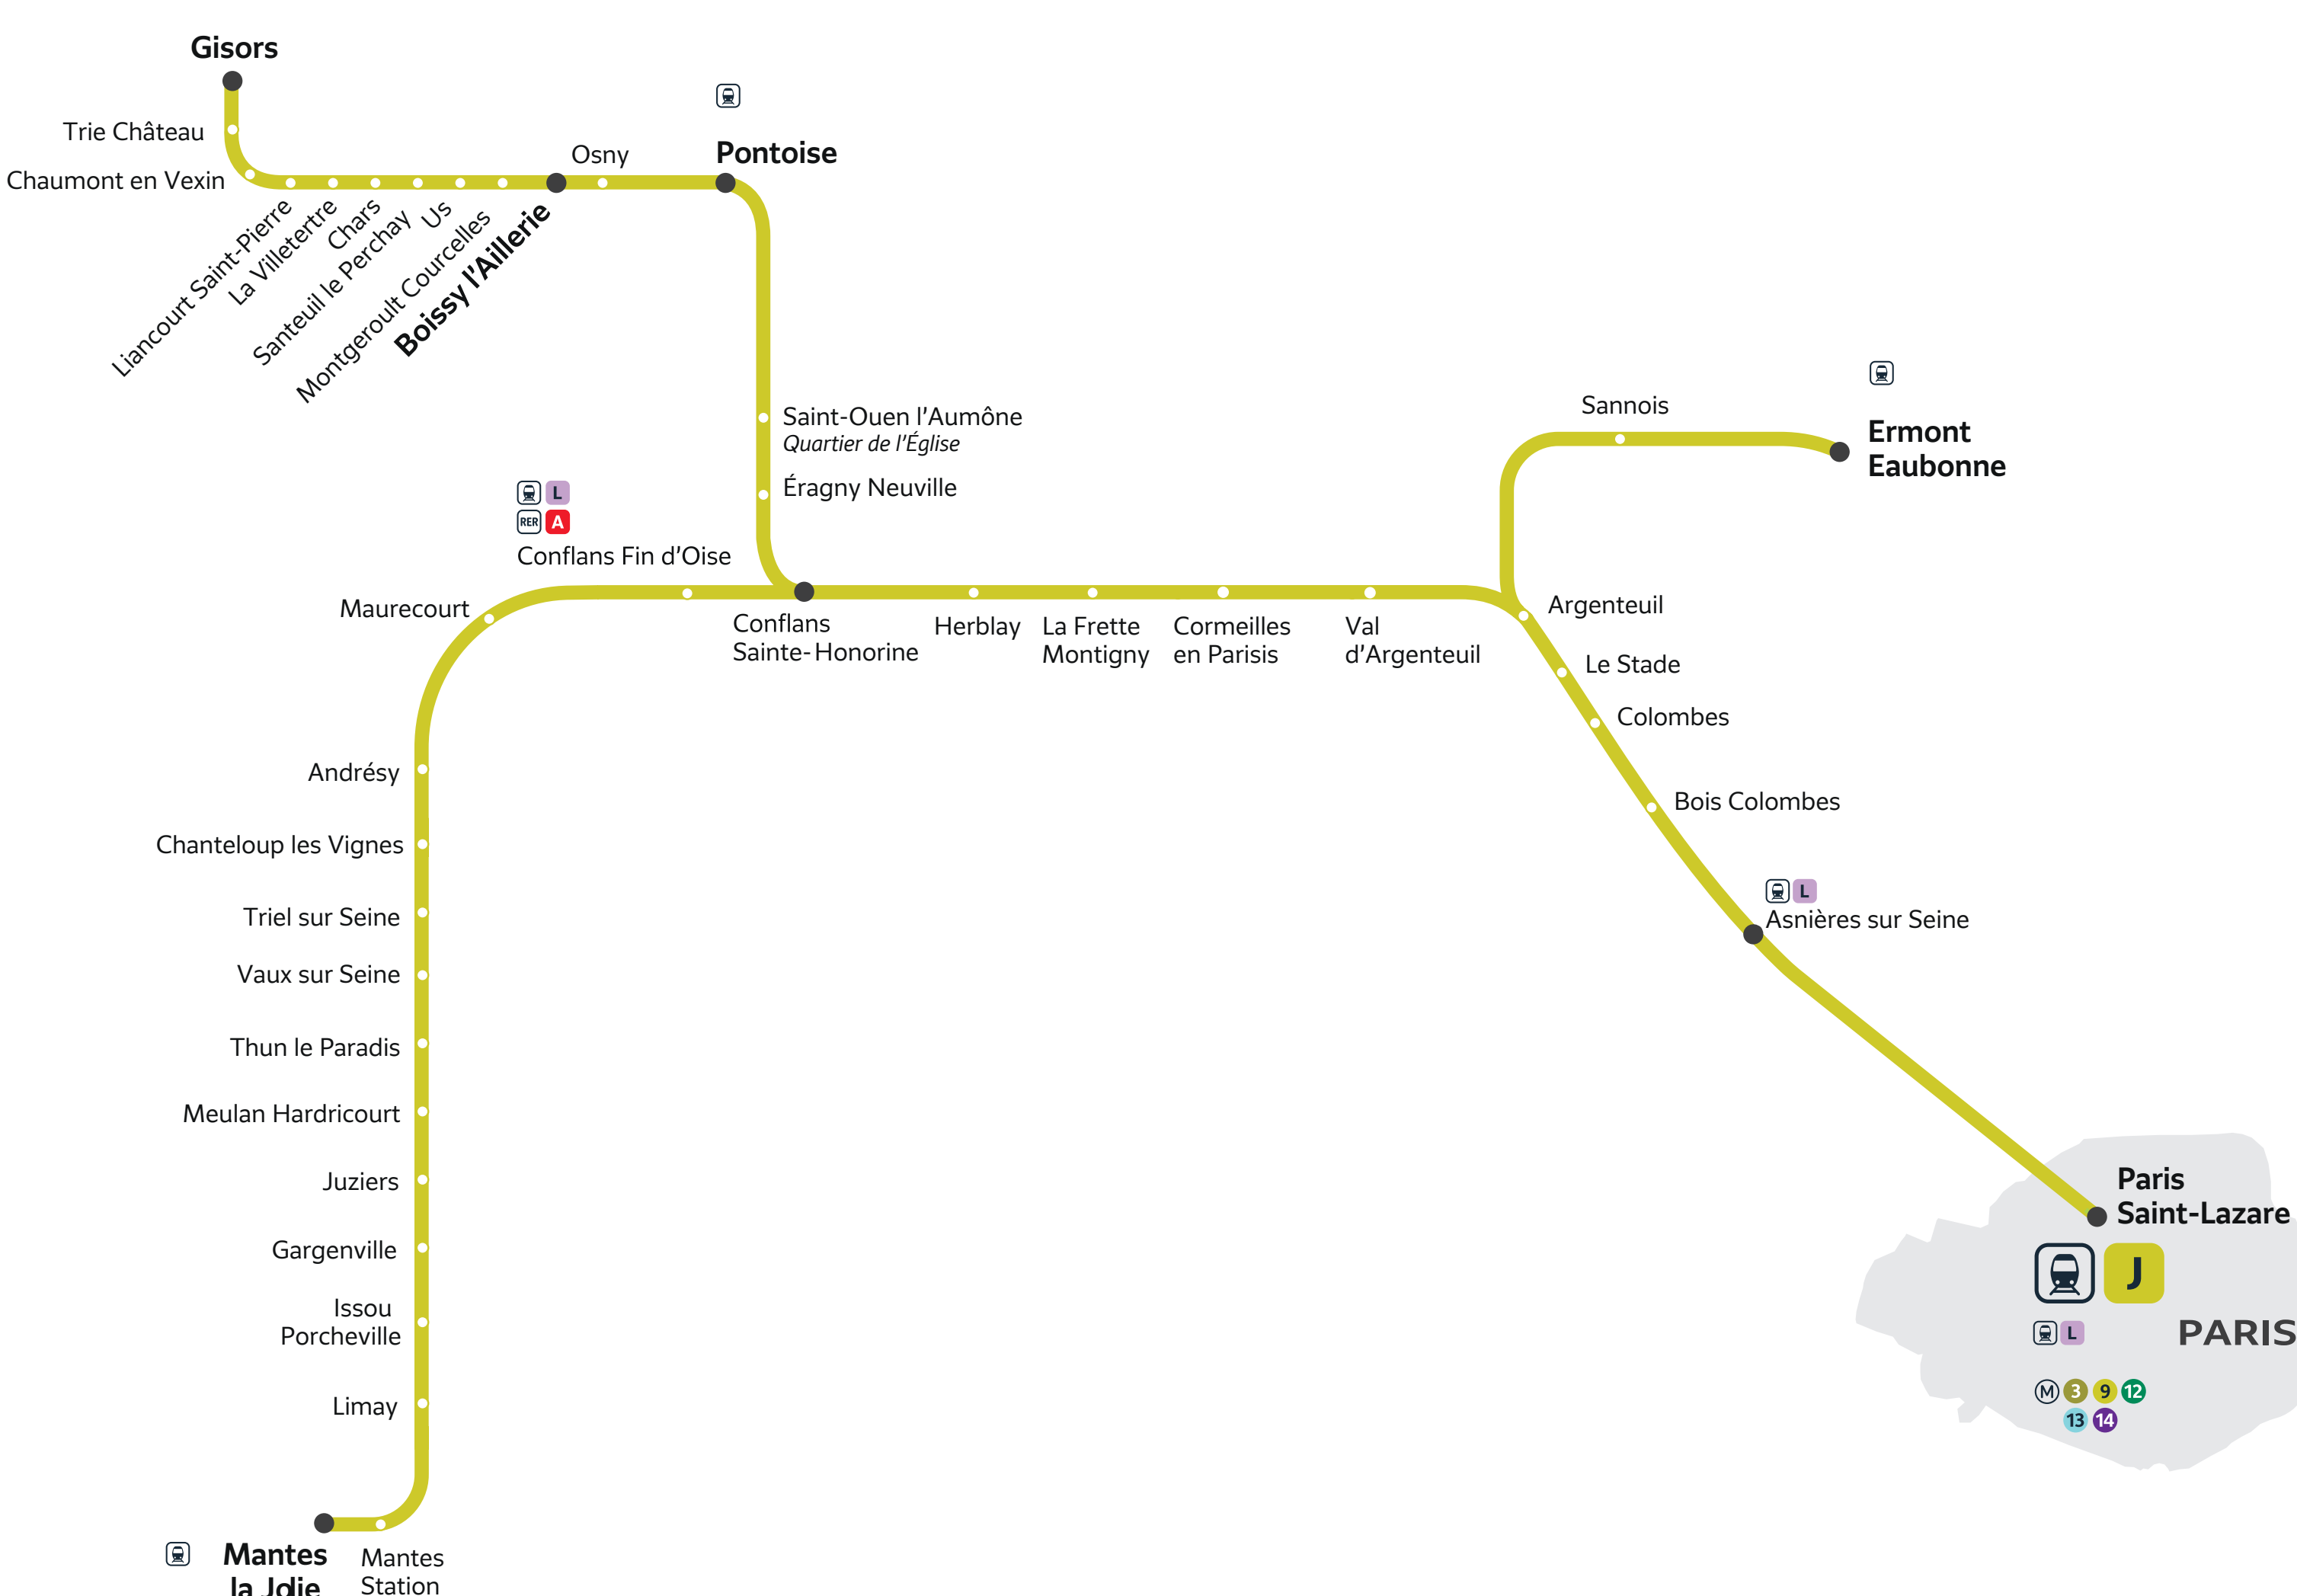 Gisors
Trie Château
Chaumont en Vexin
Liancourt Saint-Pierre
La Villetertre
Chars
Santeuil le Perchay
Us
Montgeroult Courcelles
Boissy l'Aillerie
Osny
Pontoise
Saint-Ouen l'Aumône
Quartier de l'Église
Éragny Neuville
L
RER A
Conflans Fin d'Oise
Maurecourt
Conflans
Sainte-Honorine
Herblay
La Frette
Montigny
Cormeilles
en Parisis
Val
d'Argenteuil
Sannois
Ermont
Eaubonne
Argenteuil
Le Stade
Colombes
Bois Colombes
L
Asnières sur Seine
Andrésy
Chanteloup les Vignes
Triel sur Seine
Vaux sur Seine
Thun le Paradis
Meulan Hardricourt
Juziers
Gargenville
Issou
Porcheville
Limay
Mantes
la Jolie
Mantes
Station
Paris
Saint-Lazare
J
L
PARIS
M 3 9 12
13 14